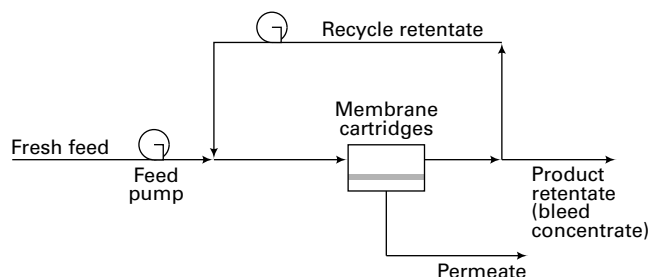 Recycle retentate
Membrane
cartridges
Fresh feed
Feed
pump
Product
retentate
(bleed
concentrate)
Permeate